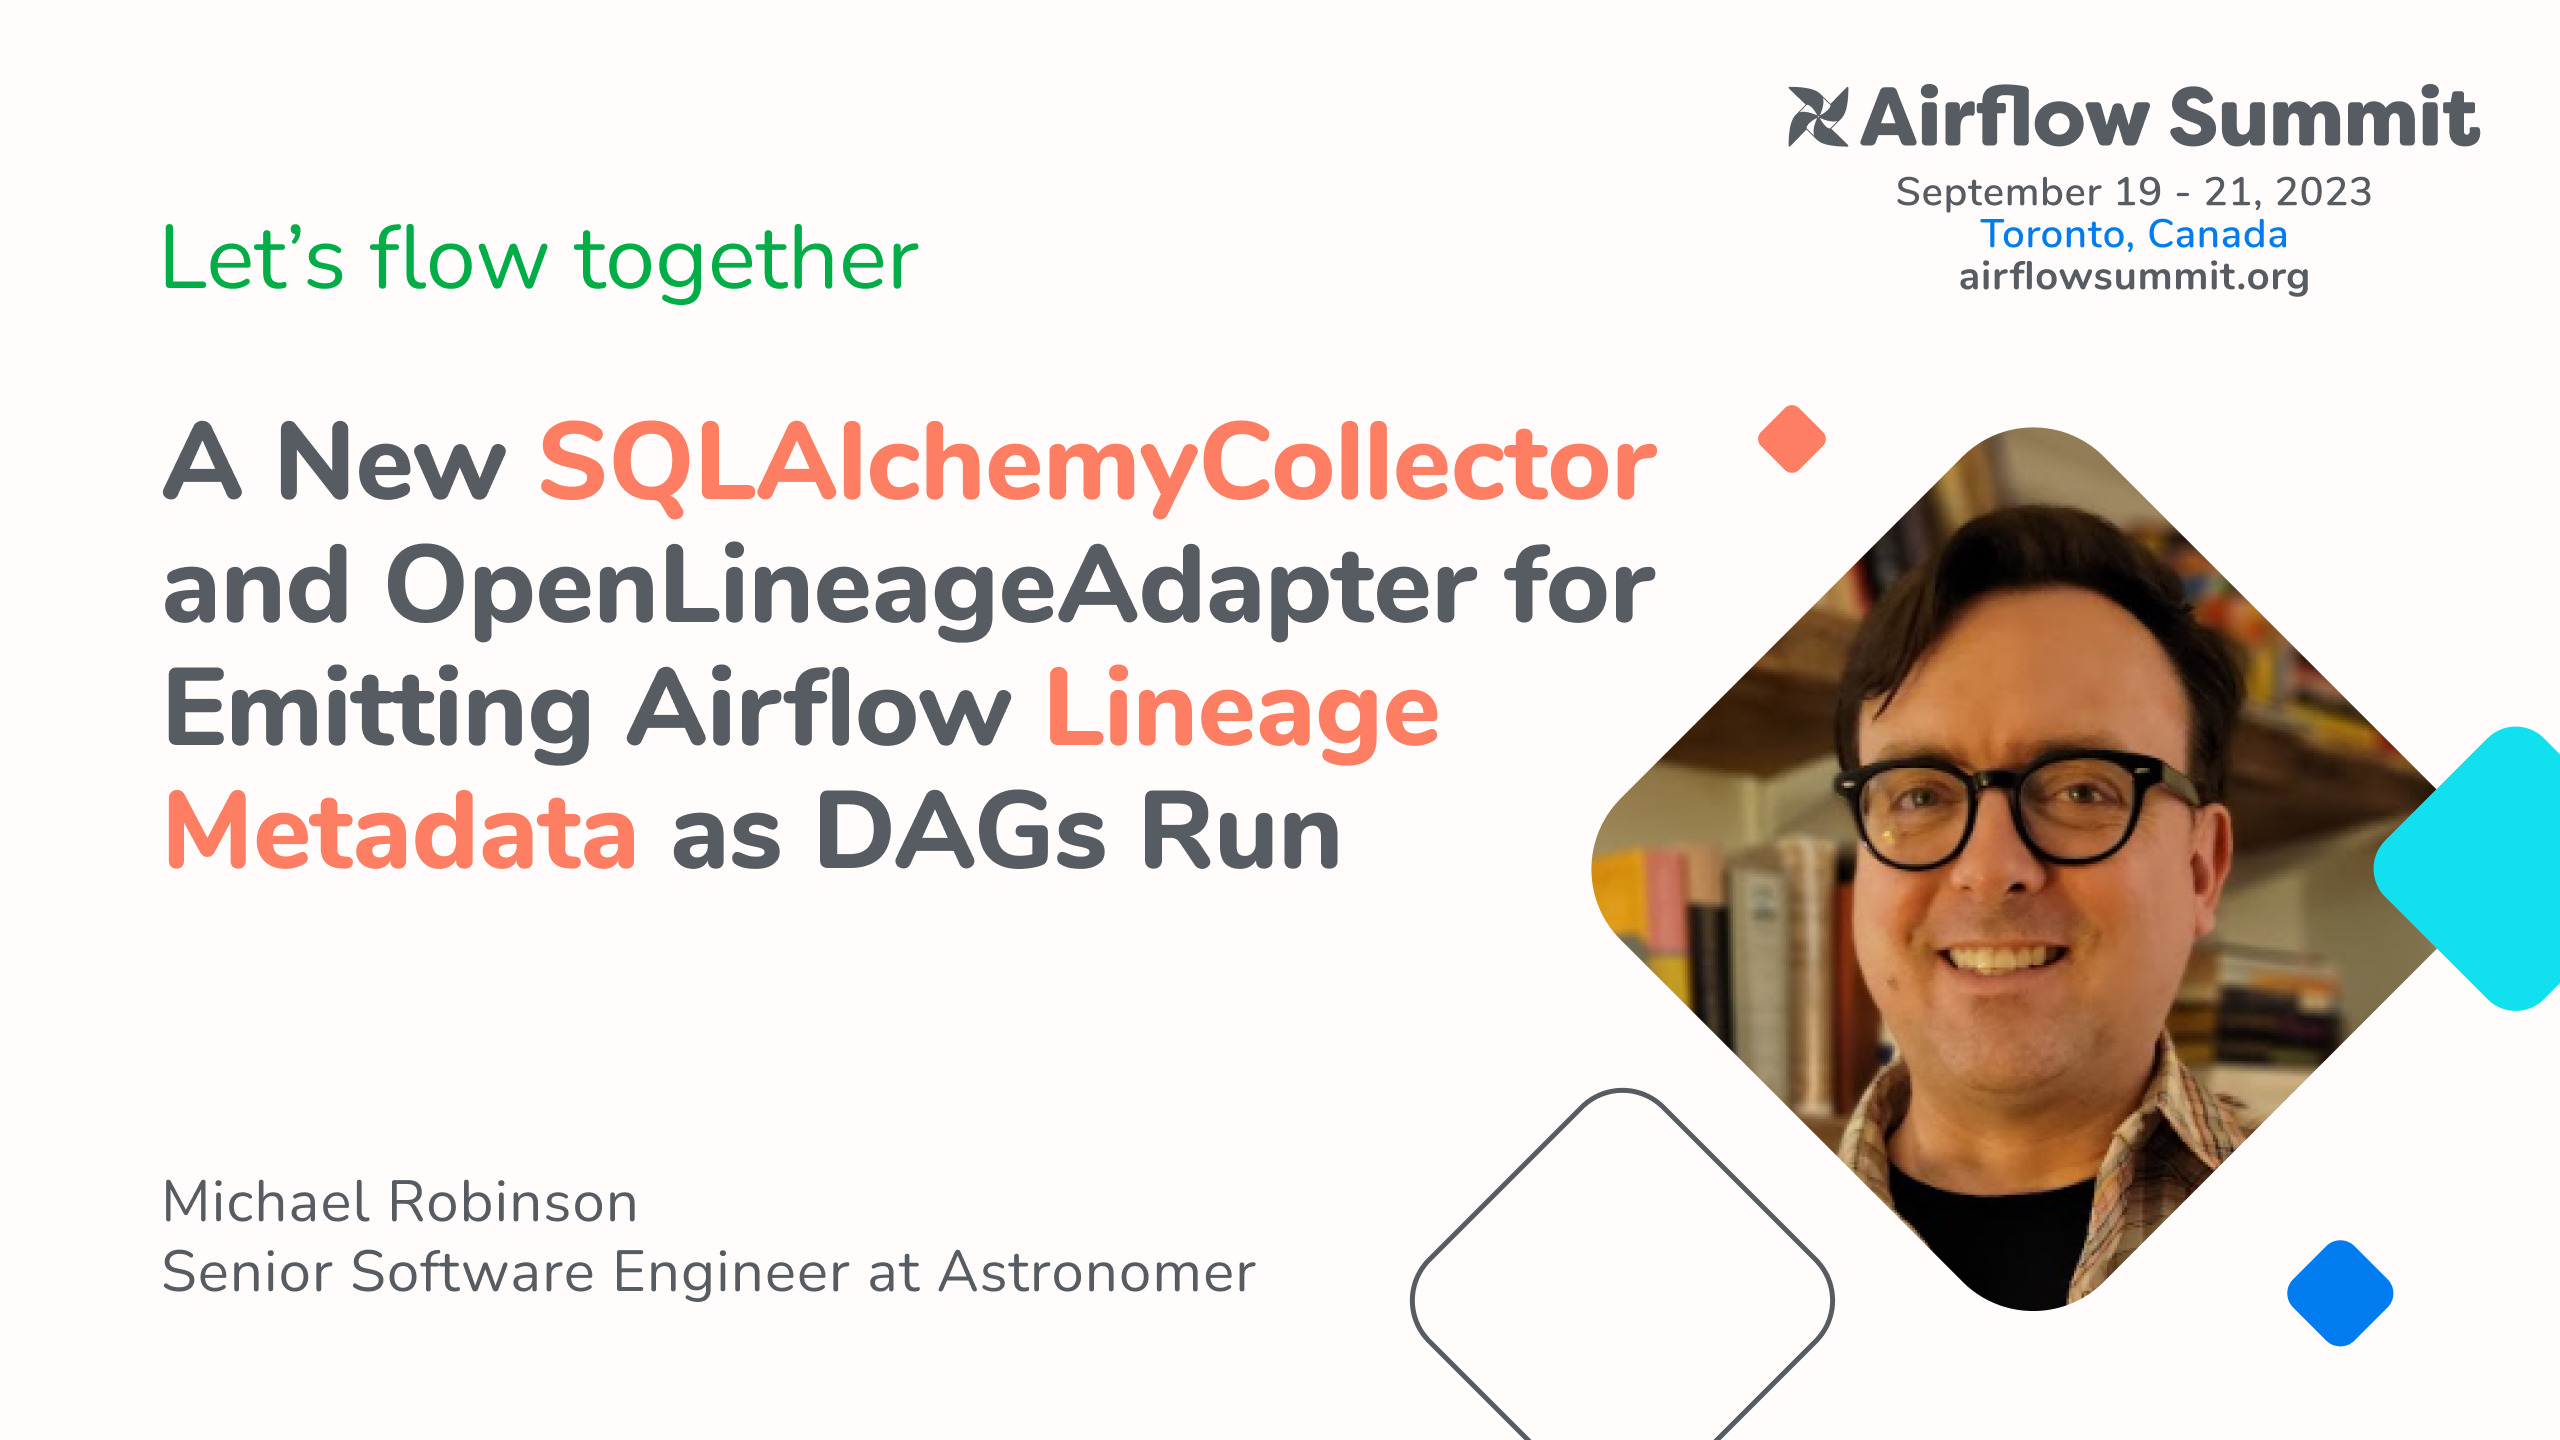 Airflow Summit
September 19 - 21, 2023
Toronto, Canada
airflowsummit.org
Let’s flow together
A New SQLAlchemyCollector
and OpenLineageAdapter for
Emitting Airflow Lineage
Metadata as DAGs Run
Michael Robinson
Senior Software Engineer at Astronomer